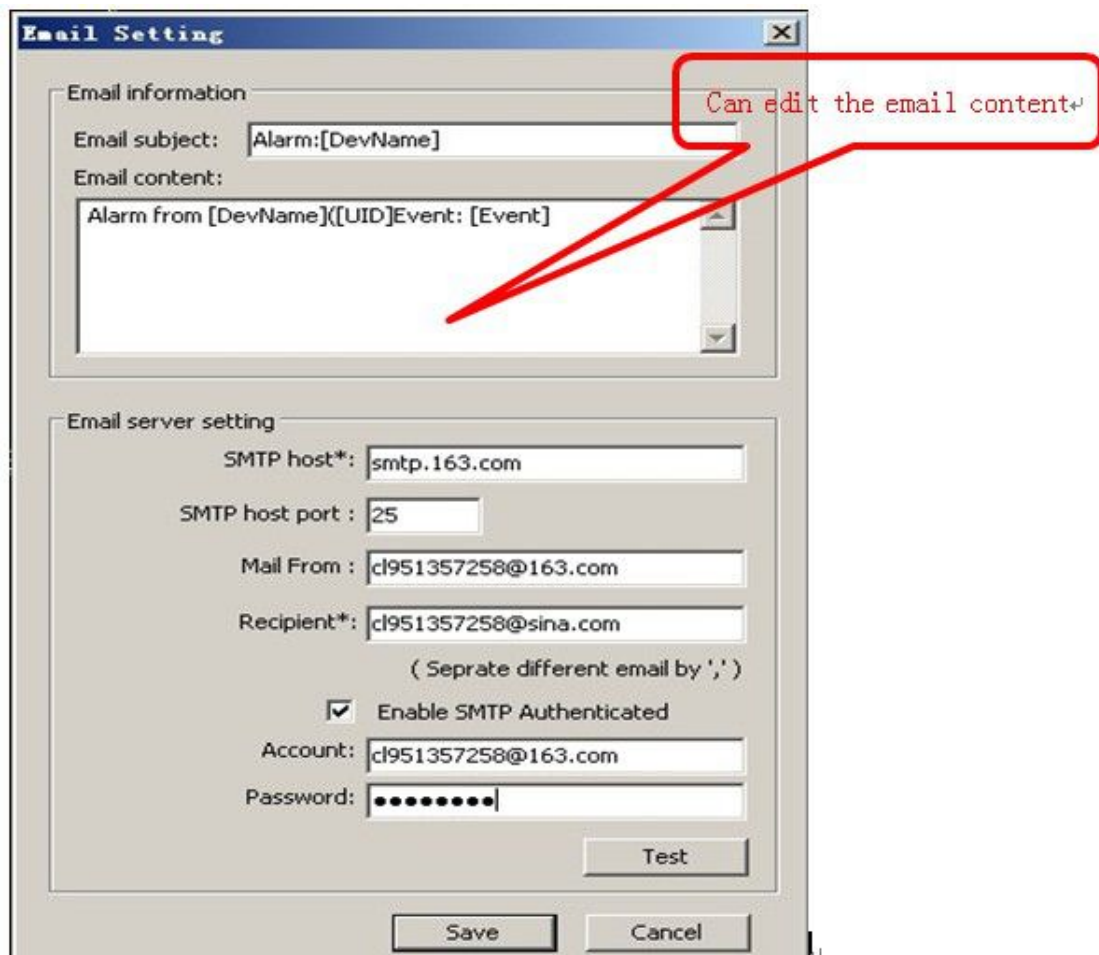 Email Setting
Email information
Can edit the email content
Email subject: Alarm:[DevName]
Email content:
Alarm from [DevName]([UID]Event: [Event]
Email server setting
SMTP host*: smtp.163.com
SMTP host port : 25
Mail From : cl951357258@163.com
Recipient*: cl951357258@sina.com
( Seprate different email by ',' )
Enable SMTP Authenticated
Account: cl951357258@163.com
Password: ●●●●●●●●
Test
Save Cancel